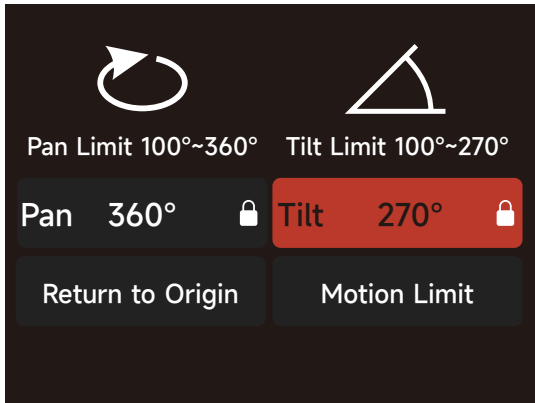 Pan Limit 100°~360° Tilt Limit 100°~270°
Pan 360° Tilt 270°
Return to Origin Motion Limit